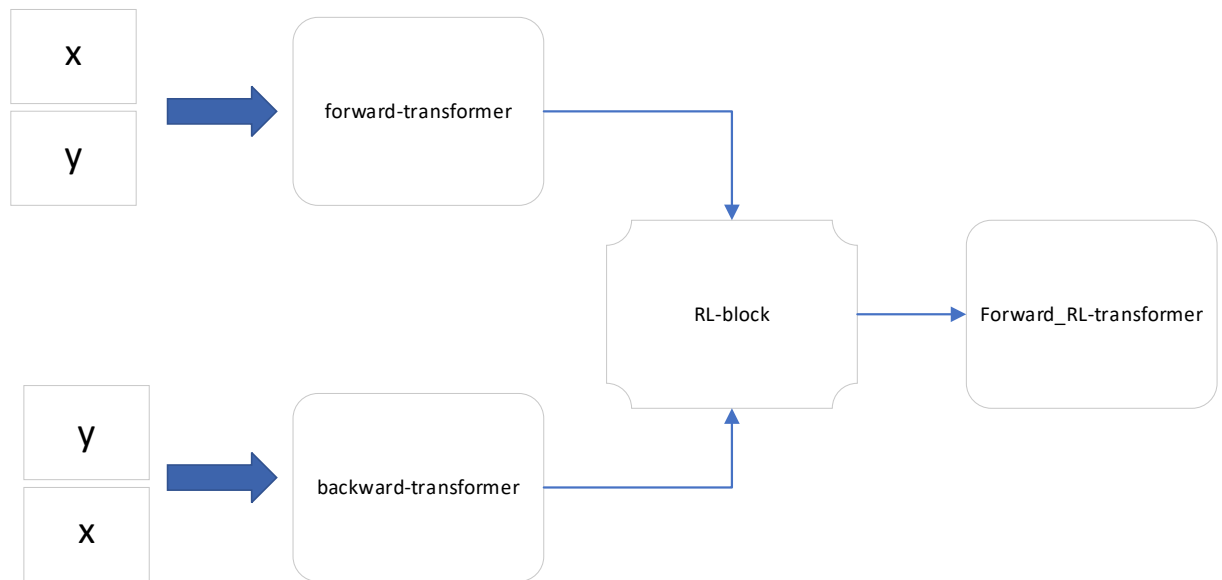 x
y
forward-transformer
RL-block
Forward_RL-transformer
y
x
backward-transformer